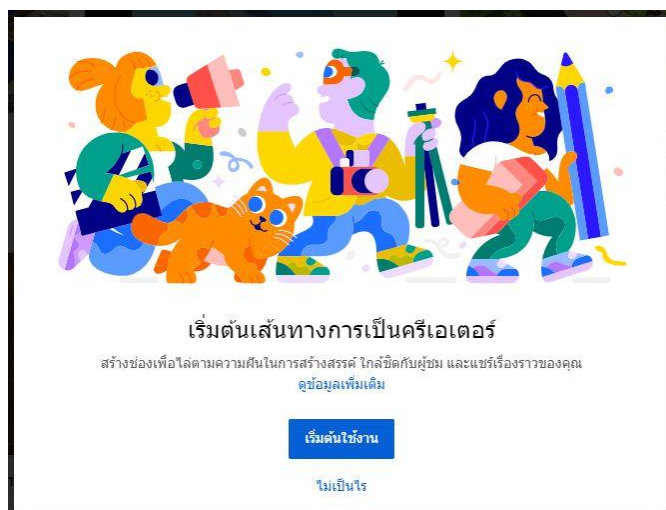 เริ่มต้นเส้นทางการเป็นครีเอเตอร์
สร้างช่องเพื่อไล่ตามความฝันในการสร้างสรรค์ ใกล้ชิดกับผู้ชม และแชร์เรื่องราวของคุณ
ดูข้อมูลเพิ่มเติม
เริ่มต้นใช้งาน
ไม่เป็นไร